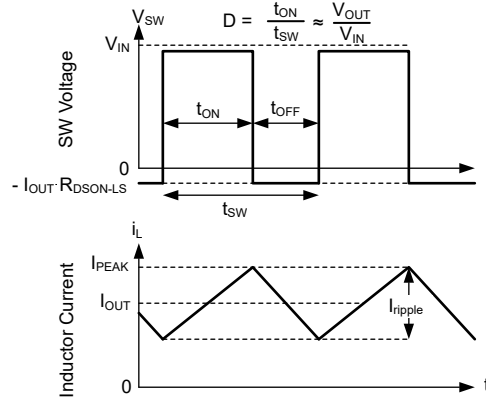 V_SW
D = t_ON / t_SW ≈ V_OUT / V_IN
V_IN
SW Voltage
t_ON
t_OFF
0
- I_OUT·R_DSON-LS
t_SW
i_L
I_PEAK
I_OUT
I_ripple
Inductor Current
0
t